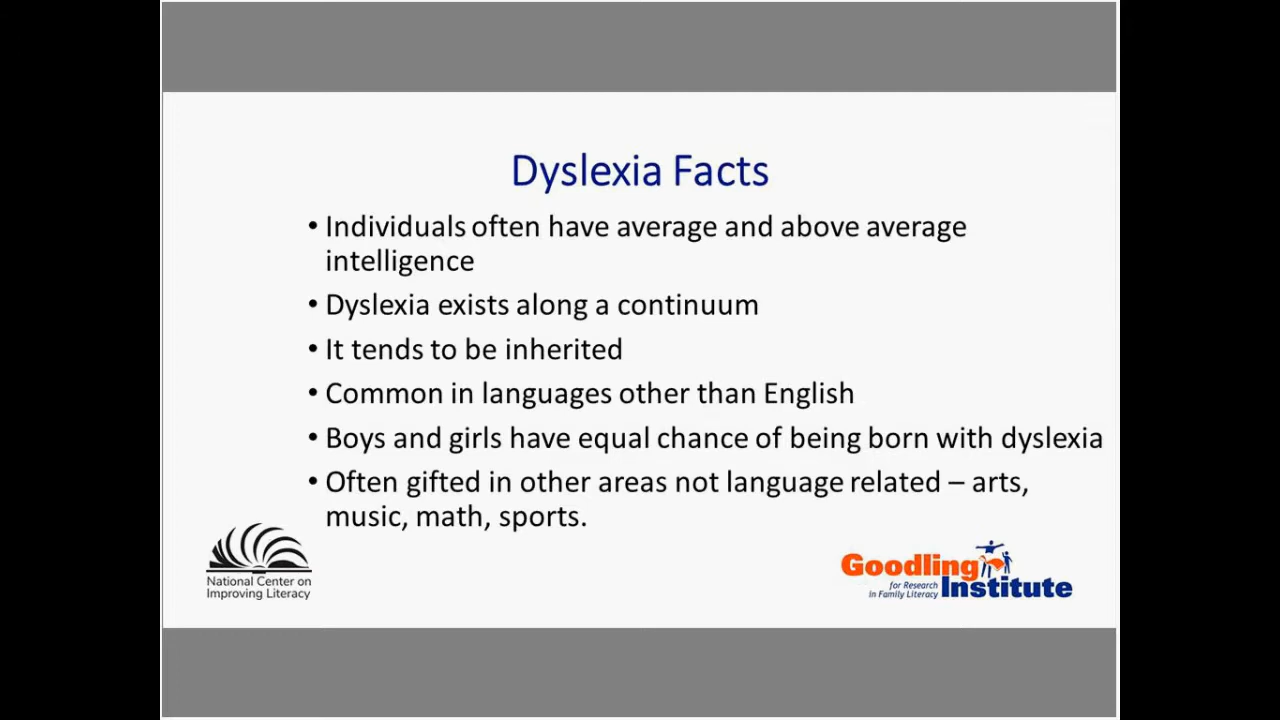 Dyslexia Facts
• Individuals often have average and above average
intelligence
• Dyslexia exists along a continuum
• It tends to be inherited
• Common in languages other than English
• Boys and girls have equal chance of being born with dyslexia
• Often gifted in other areas not language related – arts,
music, math, sports.
National Center on
Improving Literacy
Goodling
for Research
in Family Literacy
Institute